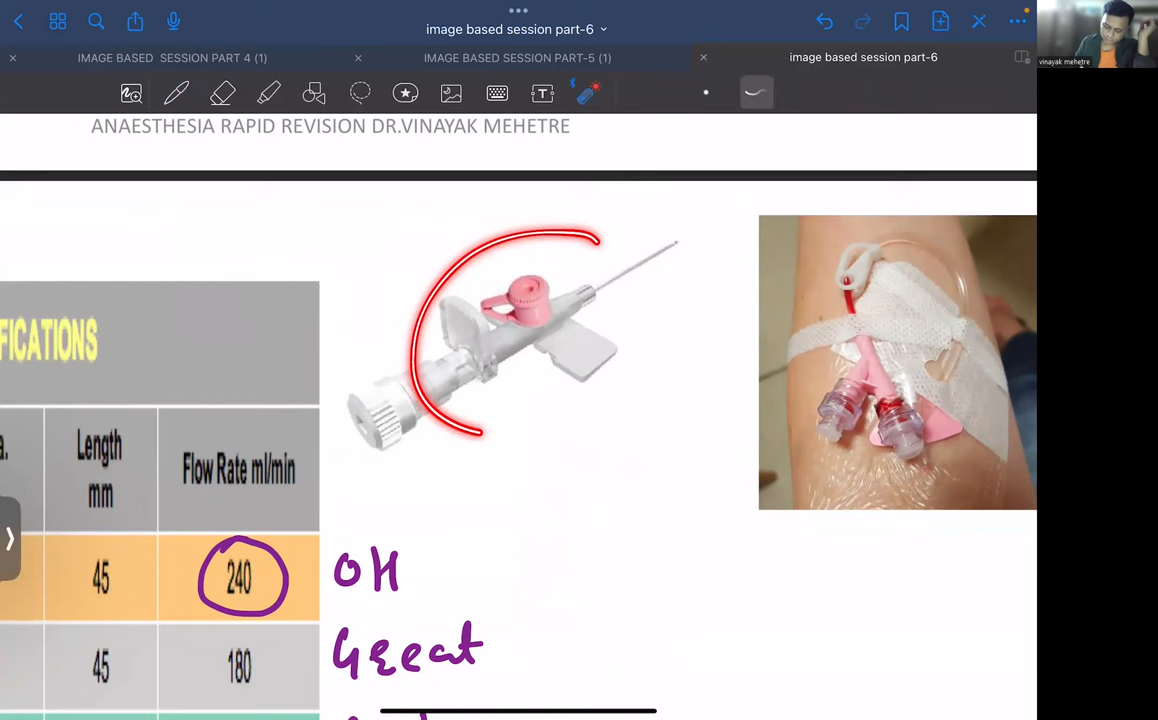 image based session part-6
IMAGE BASED SESSION PART 4 (1)
IMAGE BASED SESSION PART-5 (1)
image based session part-6
vinayak mehetre
ANAESTHESIA RAPID REVISION DR.VINAYAK MEHETRE
FICATIONS
a.
Length
mm
Flow Rate ml/min
45
240
OH
45
180
Great